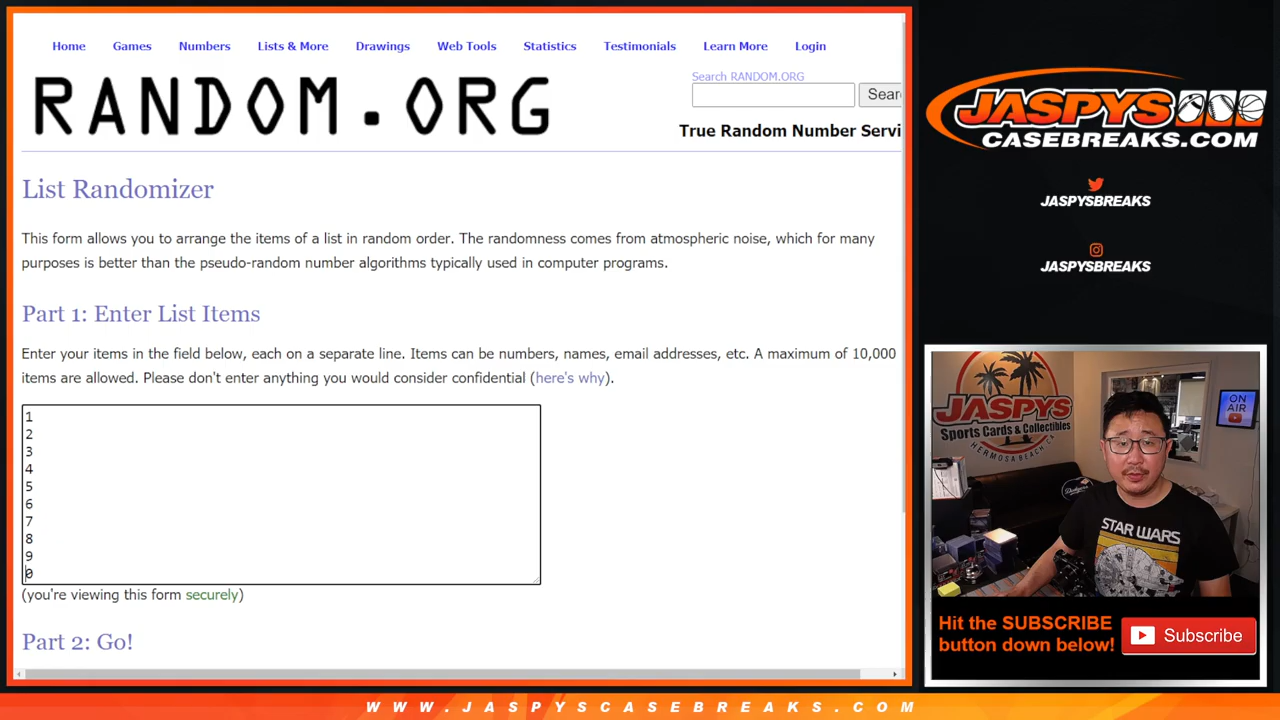 Home Games Numbers Lists & More Drawings Web Tools Statistics Testimonials Learn More Login
Search RANDOM.ORG
RANDOM.ORG
Sear
True Random Number Servi
List Randomizer
This form allows you to arrange the items of a list in random order. The randomness comes from atmospheric noise, which for many
purposes is better than the pseudo-random number algorithms typically used in computer programs.
Part 1: Enter List Items
Enter your items in the field below, each on a separate line. Items can be numbers, names, email addresses, etc. A maximum of 10,000
items are allowed. Please don't enter anything you would consider confidential (here's why).
1
2
3
4
5
6
7
8
9
0
(you're viewing this form securely)
Part 2: Go!
JASPYS
CASEBREAKS.COM
JASPYSBREAKS
JASPYSBREAKS
JASPYS
Sports Cards & Collectibles
HERMOSA BEACH, CA
ON
AIR
Dodgers
STAR WARS
Hit the SUBSCRIBE
button down below!
Subscribe
WWW.JASPYSCASEBREAKS.COM